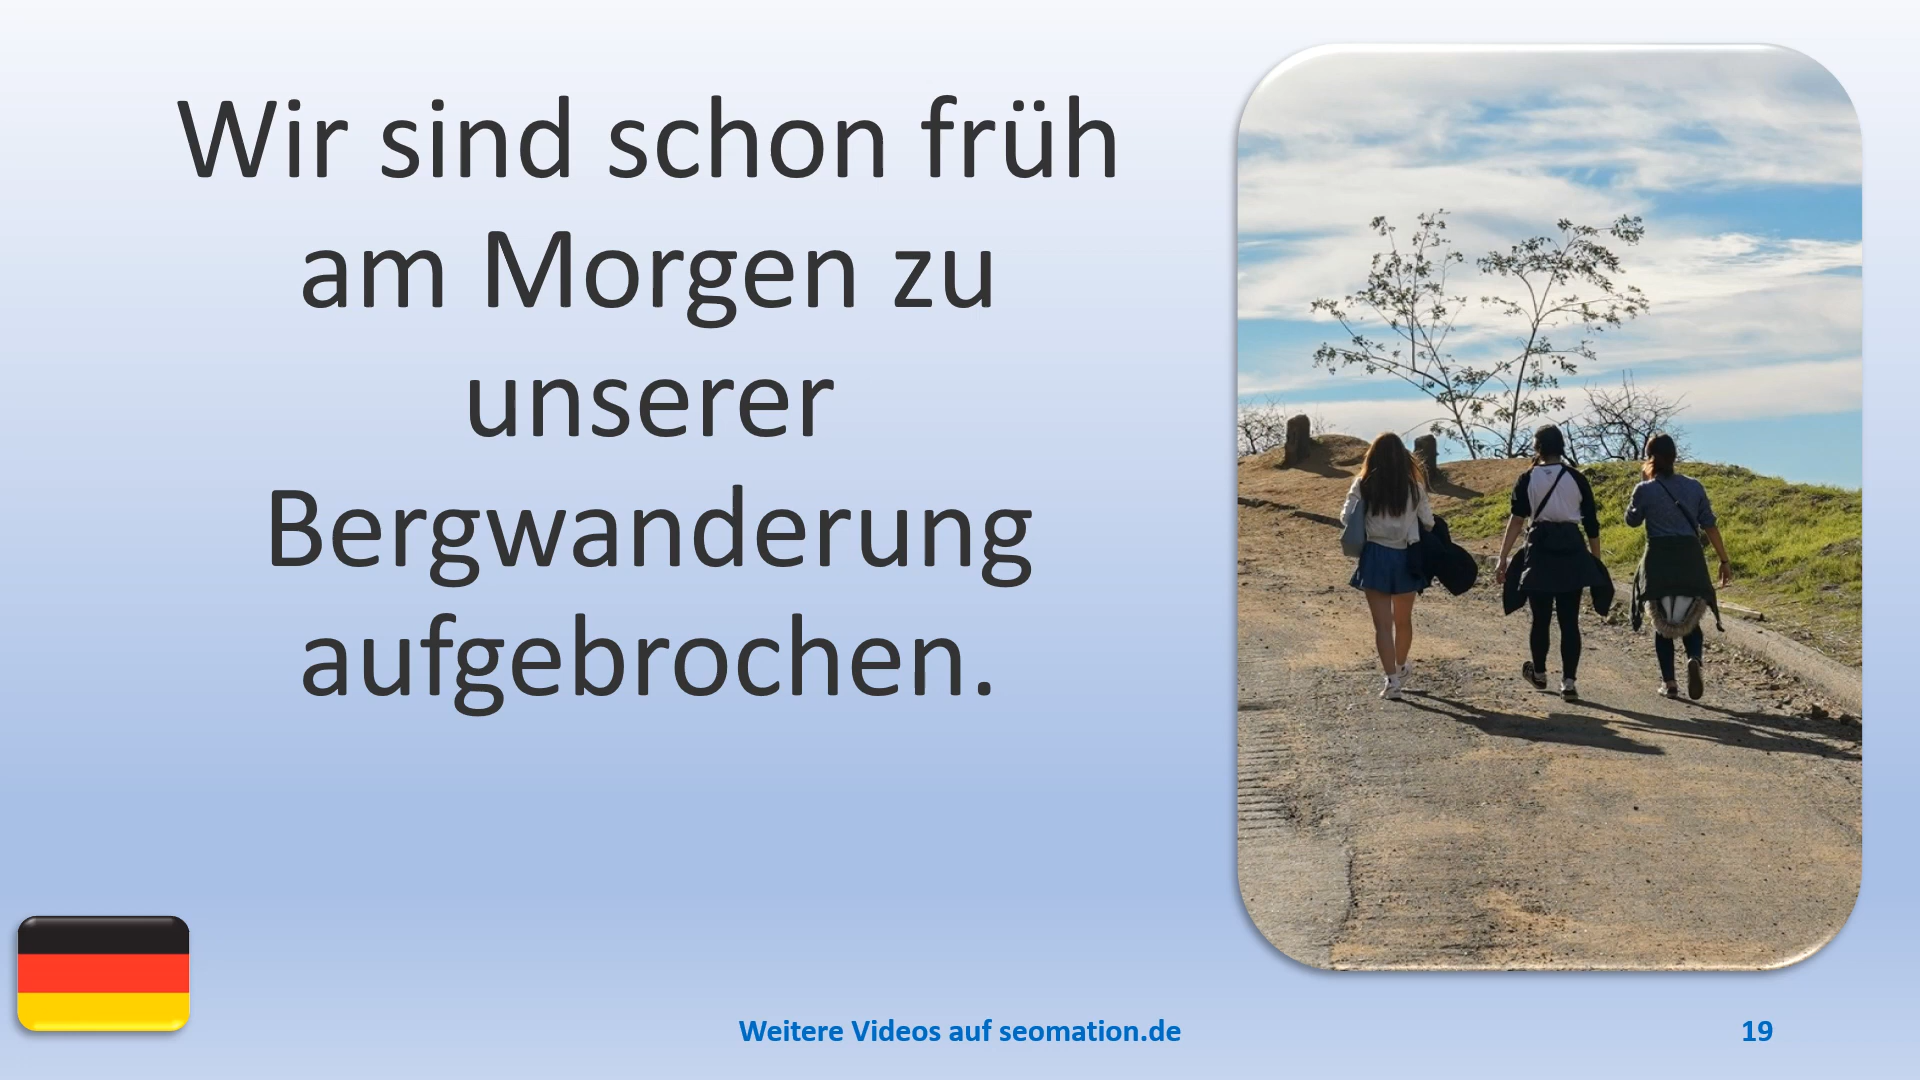 Wir sind schon früh
am Morgen zu
unserer
Bergwanderung
aufgebrochen.
Weitere Videos auf seomation.de
19